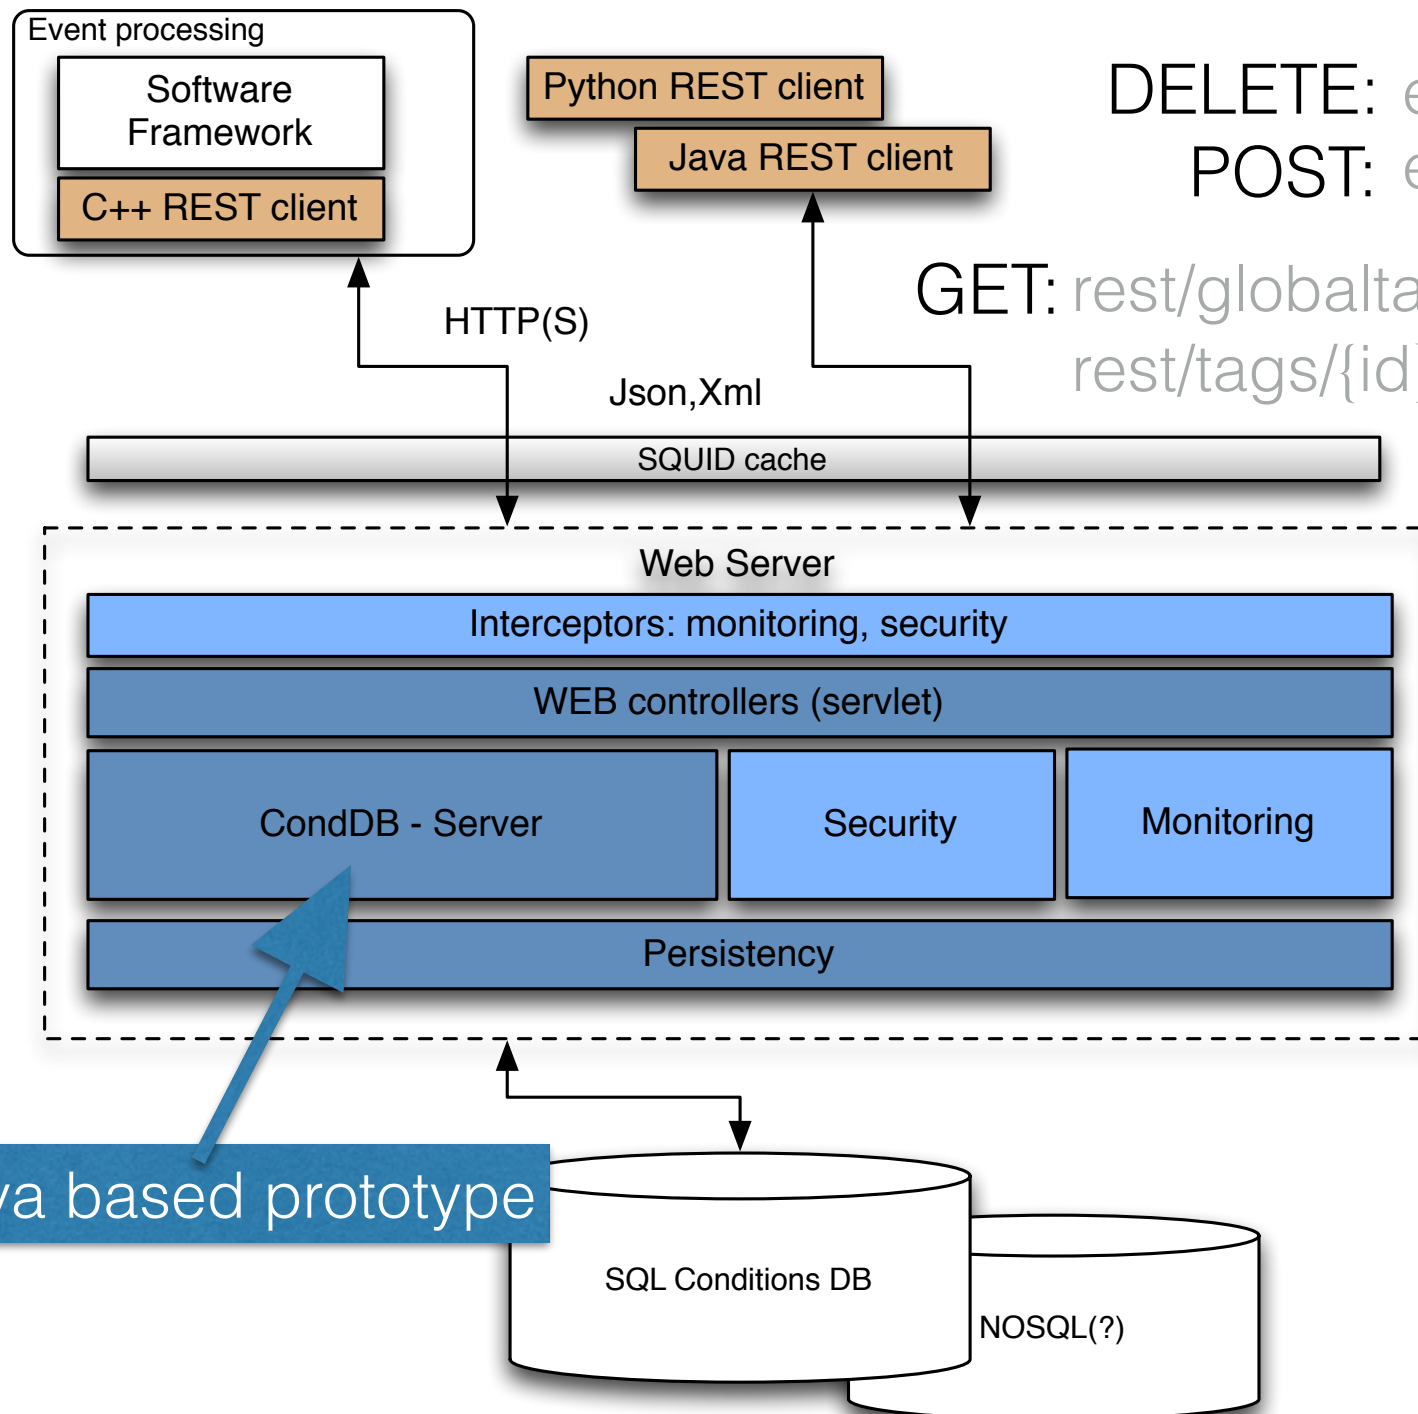 Event processing
Software
Framework
C++ REST client
Python REST client
Java REST client
DELETE:
POST:
GET: rest/globalta
rest/tags/{id}
HTTP(S)
Json,Xml
SQUID cache
Web Server
Interceptors: monitoring, security
WEB controllers (servlet)
CondDB - Server
Security
Monitoring
Persistency
va based prototype
SQL Conditions DB
NOSQL(?)